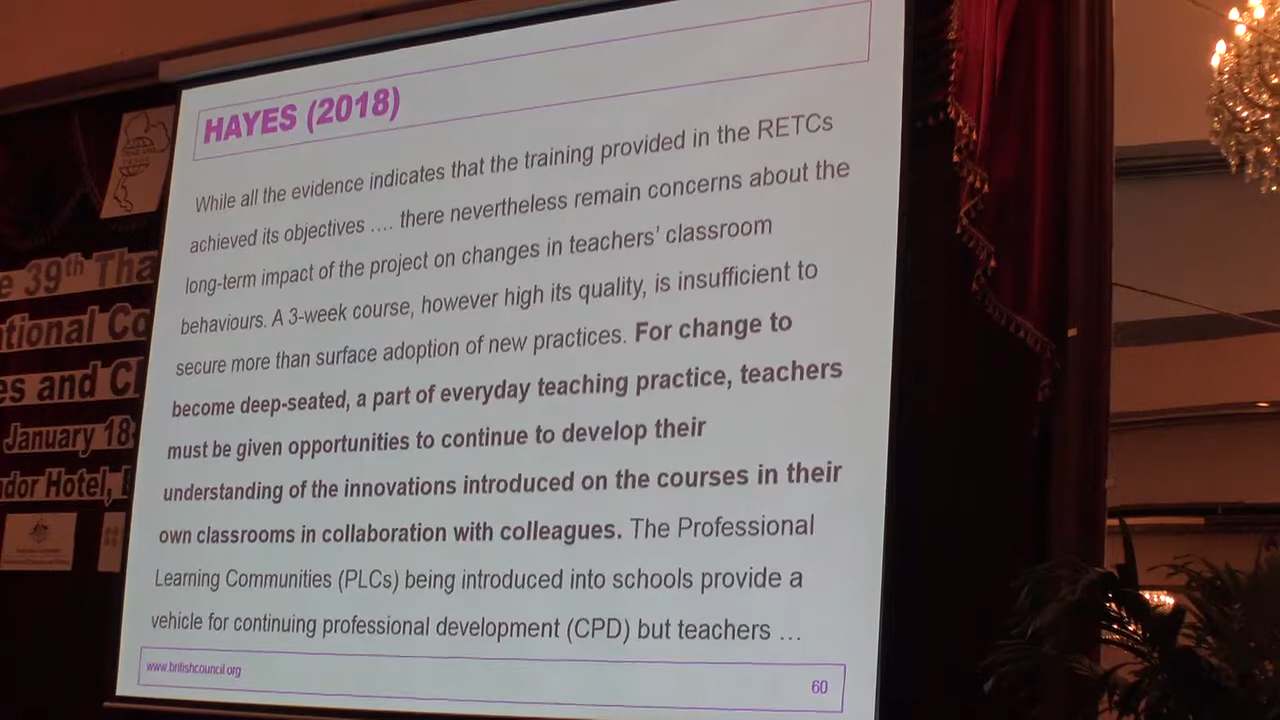 HAYES (2018)
While all the evidence indicates that the training provided in the RETCs
achieved its objectives .... there nevertheless remain concerns about the
long-term impact of the project on changes in teachers' classroom
behaviours. A 3-week course, however high its quality, is insufficient to
secure more than surface adoption of new practices. For change to
become deep-seated, a part of everyday teaching practice, teachers
must be given opportunities to continue to develop their
understanding of the innovations introduced on the courses in their
own classrooms in collaboration with colleagues. The Professional
Learning Communities (PLCs) being introduced into schools provide a
vehicle for continuing professional development (CPD) but teachers ...
www.britishcouncil.org
60
THAILAND
e 39th Tha
ational Co
es and Cl
January 18
dor Hotel,